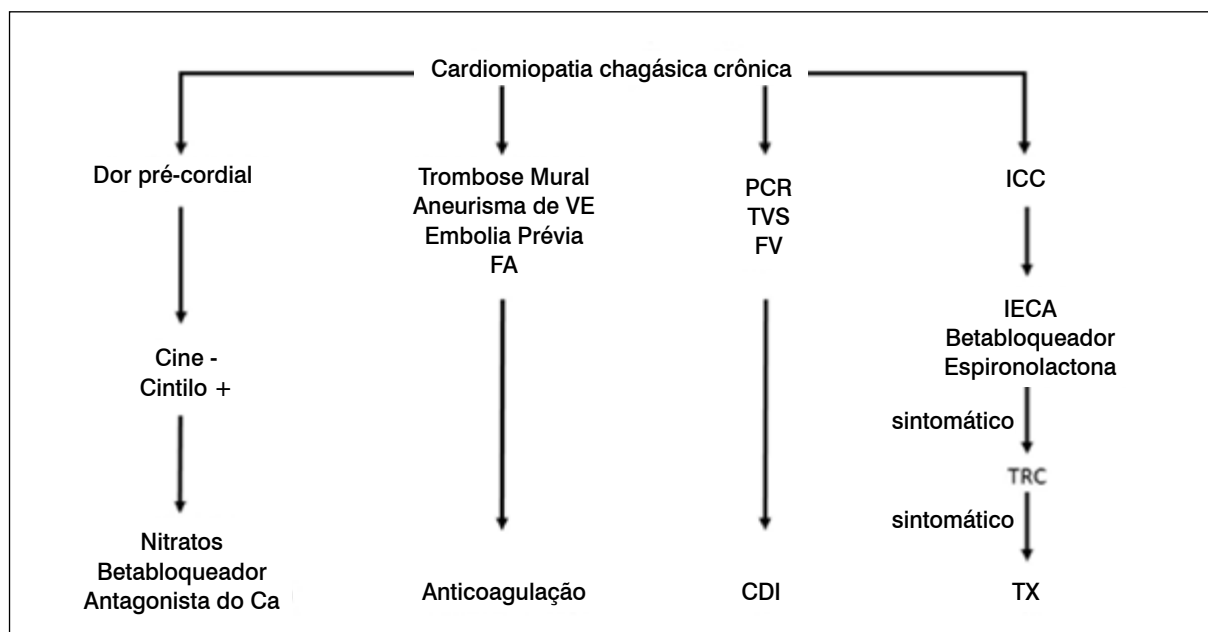 Cardiomiopatia chagásica crônica
Dor pré-cordial
Cine -
Cintilo +
Nitratos
Betabloqueador
Antagonista do Ca
Trombose Mural
Aneurisma de VE
Embolia Prévia
FA
Anticoagulação
PCR
TVS
FV
CDI
ICC
IECA
Betabloqueador
Espironolactona
sintomático
TRC
sintomático
TX